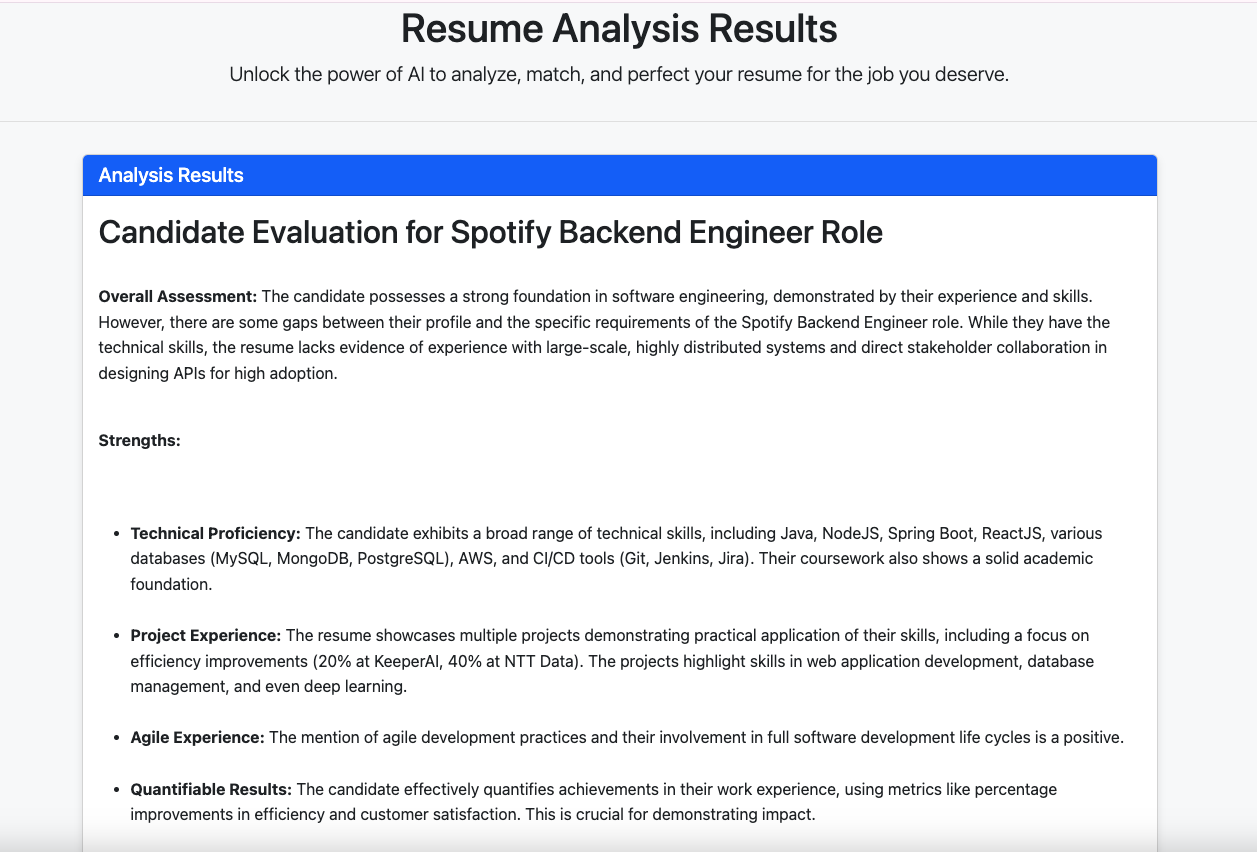 Resume Analysis Results
Unlock the power of AI to analyze, match, and perfect your resume for the job you deserve.
Analysis Results
Candidate Evaluation for Spotify Backend Engineer Role
Overall Assessment: The candidate possesses a strong foundation in software engineering, demonstrated by their experience and skills.
However, there are some gaps between their profile and the specific requirements of the Spotify Backend Engineer role. While they have the
technical skills, the resume lacks evidence of experience with large-scale, highly distributed systems and direct stakeholder collaboration in
designing APIs for high adoption.
Strengths:
• Technical Proficiency: The candidate exhibits a broad range of technical skills, including Java, NodeJS, Spring Boot, ReactJS, various
databases (MySQL, MongoDB, PostgreSQL), AWS, and CI/CD tools (Git, Jenkins, Jira). Their coursework also shows a solid academic
foundation.
• Project Experience: The resume showcases multiple projects demonstrating practical application of their skills, including a focus on
efficiency improvements (20% at KeeperAI, 40% at NTT Data). The projects highlight skills in web application development, database
management, and even deep learning.
• Agile Experience: The mention of agile development practices and their involvement in full software development life cycles is a positive.
• Quantifiable Results: The candidate effectively quantifies achievements in their work experience, using metrics like percentage
improvements in efficiency and customer satisfaction. This is crucial for demonstrating impact.